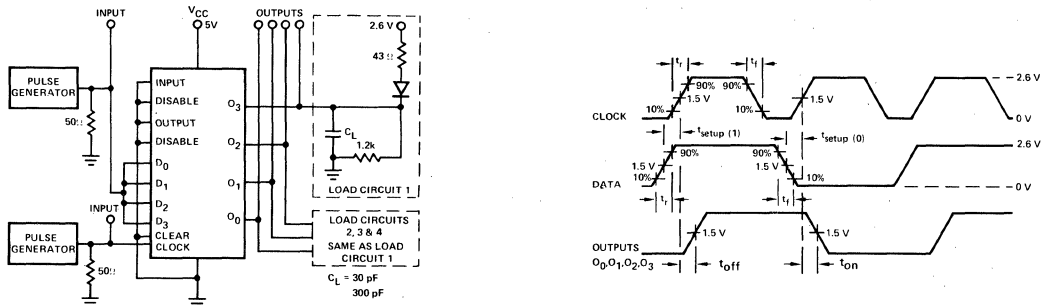 INPUT
VCC
5V
OUTPUTS
LOAD CIRCUIT 1
2.6 V
43 Ω
PULSE
GENERATOR
50Ω
INPUT
DISABLE
OUTPUT
DISABLE
D0
D1
D2
D3
CLEAR
CLOCK
O3
O2
O1
O0
CL
1.2k
LOAD CIRCUIT 1
INPUT
PULSE
GENERATOR
50Ω
LOAD CIRCUITS
2, 3 & 4
SAME AS LOAD
CIRCUIT 1
CL = 30 pF
300 pF
tr
tf
90%
90%
1.5 V
10%
10%
1.5 V
2.6 V
0 V
CLOCK
tsetup (1)
tsetup (0)
90%
90%
1.5 V
1.5 V
10%
10%
2.6 V
0 V
DATA
tr
tf
1.5 V
1.5 V
OUTPUTS
O0,O1,O2,O3
toff
ton